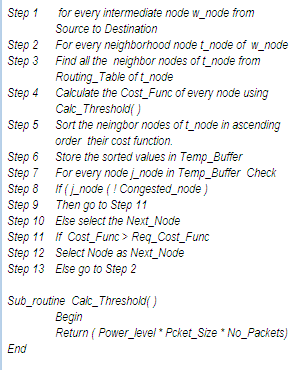 Step 1 for every intermediate node w_node from
Source to Destination
Step 2 For every neighborhood node t_node of w_node
Step 3 Find all the neighbor nodes of t_node from
Routing_Table of t_node
Step 4 Calculate the Cost_Func of every node using
Calc_Threshold( )
Step 5 Sort the neingbor nodes of t_node in ascending
order their cost function.
Step 6 Store the sorted values in Temp_Buffer
Step 7 For every node j_node in Temp_Buffer Check
Step 8 If ( j_node ( ! Congested_node )
Step 9 Then go to Step 11
Step 10 Else select the Next_Node
Step 11 If Cost_Func > Req_Cost_Func
Step 12 Select Node as Next_Node
Step 13 Else go to Step 2
Sub_routine Calc_Threshold( )
Begin
Return ( Power_level * Pcket_Size * No_Packets)
End